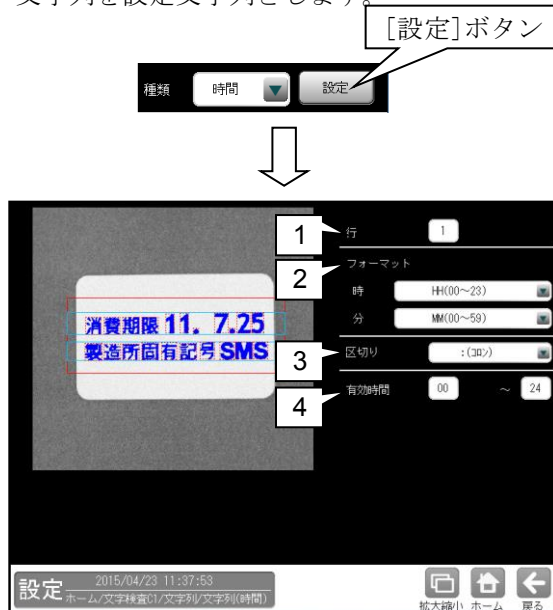 文字列を設定文字列とします。
[設定]ボタン
種類 時間 設定
1 行 1
2 フォーマット
時 HH(00～23)
分 MM(00～59)
3 区切り :(コロン)
4 有効時間 00 ～ 24
消費期限 11. 7.25
製造所固有記号 SMS
設定 2015/04/23 11:37:53
ホーム/文字検査C1/文字列/文字列(時間)
拡大縮小 ホーム 戻る